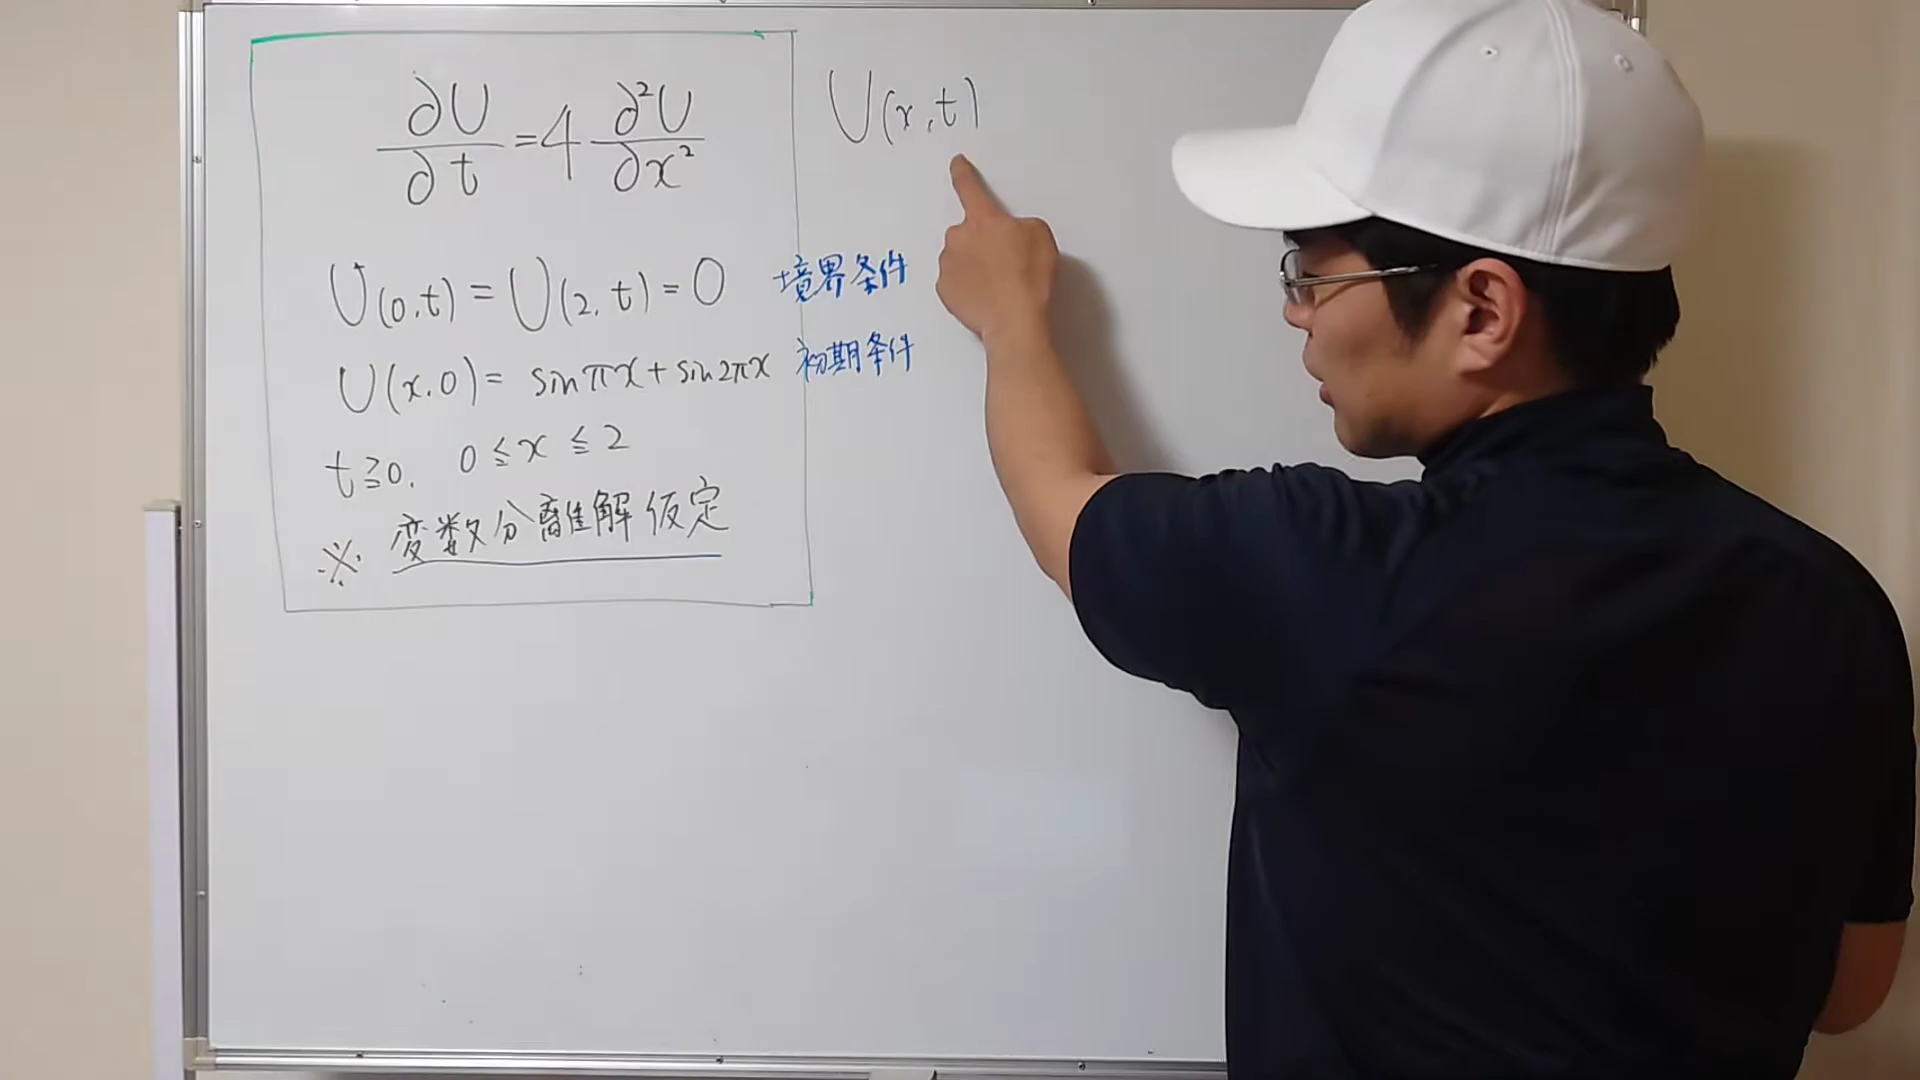 ∂U/∂t = 4 ∂²U/∂x²
U(x,t)
U(0,t) = U(2,t) = 0 境界条件
U(x,0) = sinπx + sin2πx 初期条件
t≧0. 0≦x≦2
※ 変数分離解仮定